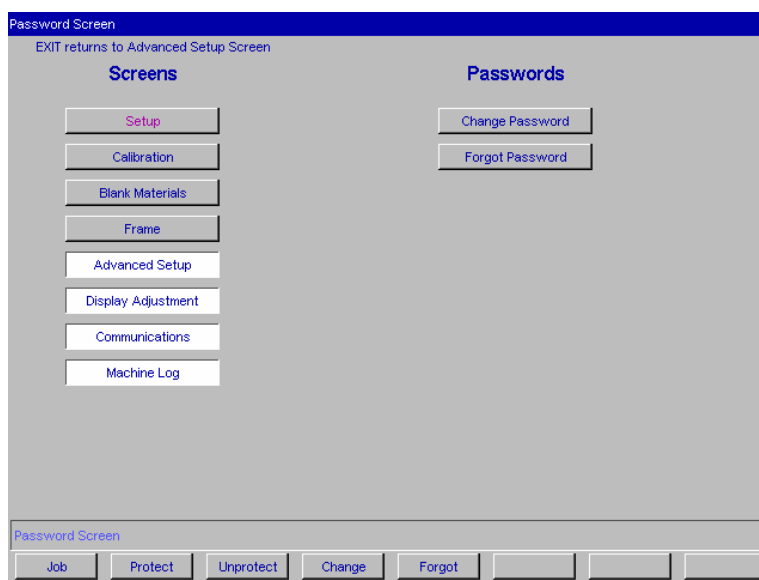 Password Screen
EXIT returns to Advanced Setup Screen
Screens
Setup
Calibration
Blank Materials
Frame
Advanced Setup
Display Adjustment
Communications
Machine Log
Passwords
Change Password
Forgot Password
Password Screen
Job Protect Unprotect Change Forgot